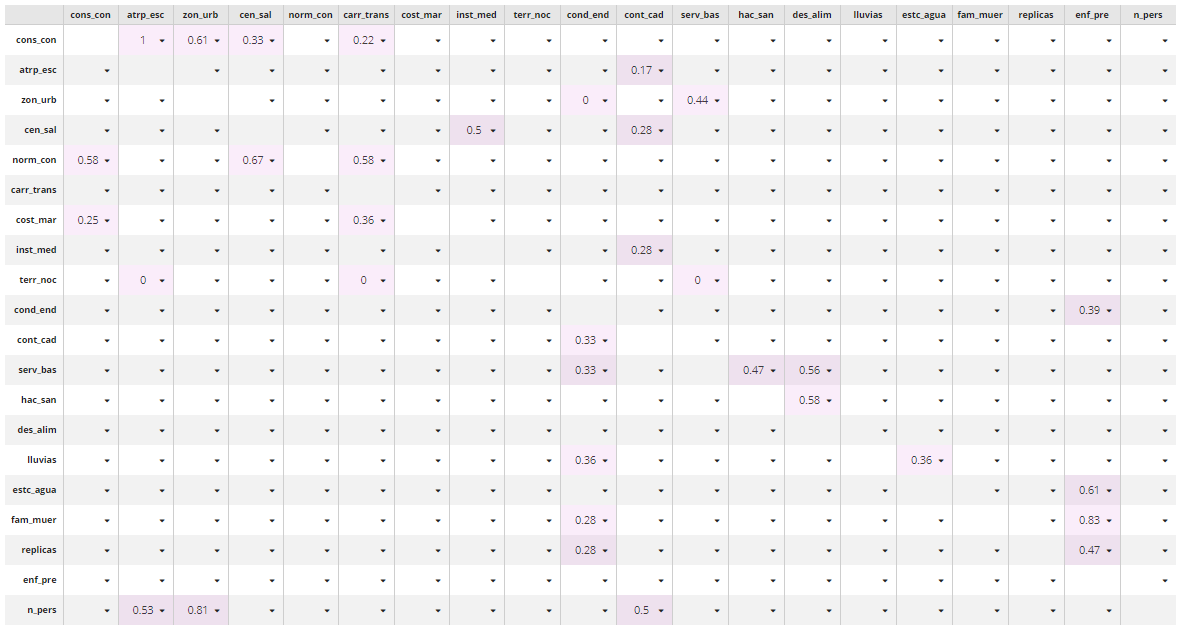 cons_con atrp_esc zon_urb cen_sal norm_con carr_trans cost_mar inst_med terr_noc cond_end cont_cad serv_bas hac_san des_alim lluvias estc_agua fam_muer replicas enf_pre n_pers
cons_con 1 0.61 0.33 0.22
atrp_esc 0.17
zon_urb 0 0.44
cen_sal 0.5 0.28
norm_con 0.58 0.67 0.58
carr_trans
cost_mar 0.25 0.36
inst_med 0.28
terr_noc 0 0 0
cond_end 0.39
cont_cad 0.33
serv_bas 0.33 0.47 0.56
hac_san 0.58
des_alim
lluvias 0.36 0.36
estc_agua 0.61
fam_muer 0.28 0.83
replicas 0.28 0.47
enf_pre
n_pers 0.53 0.81 0.5